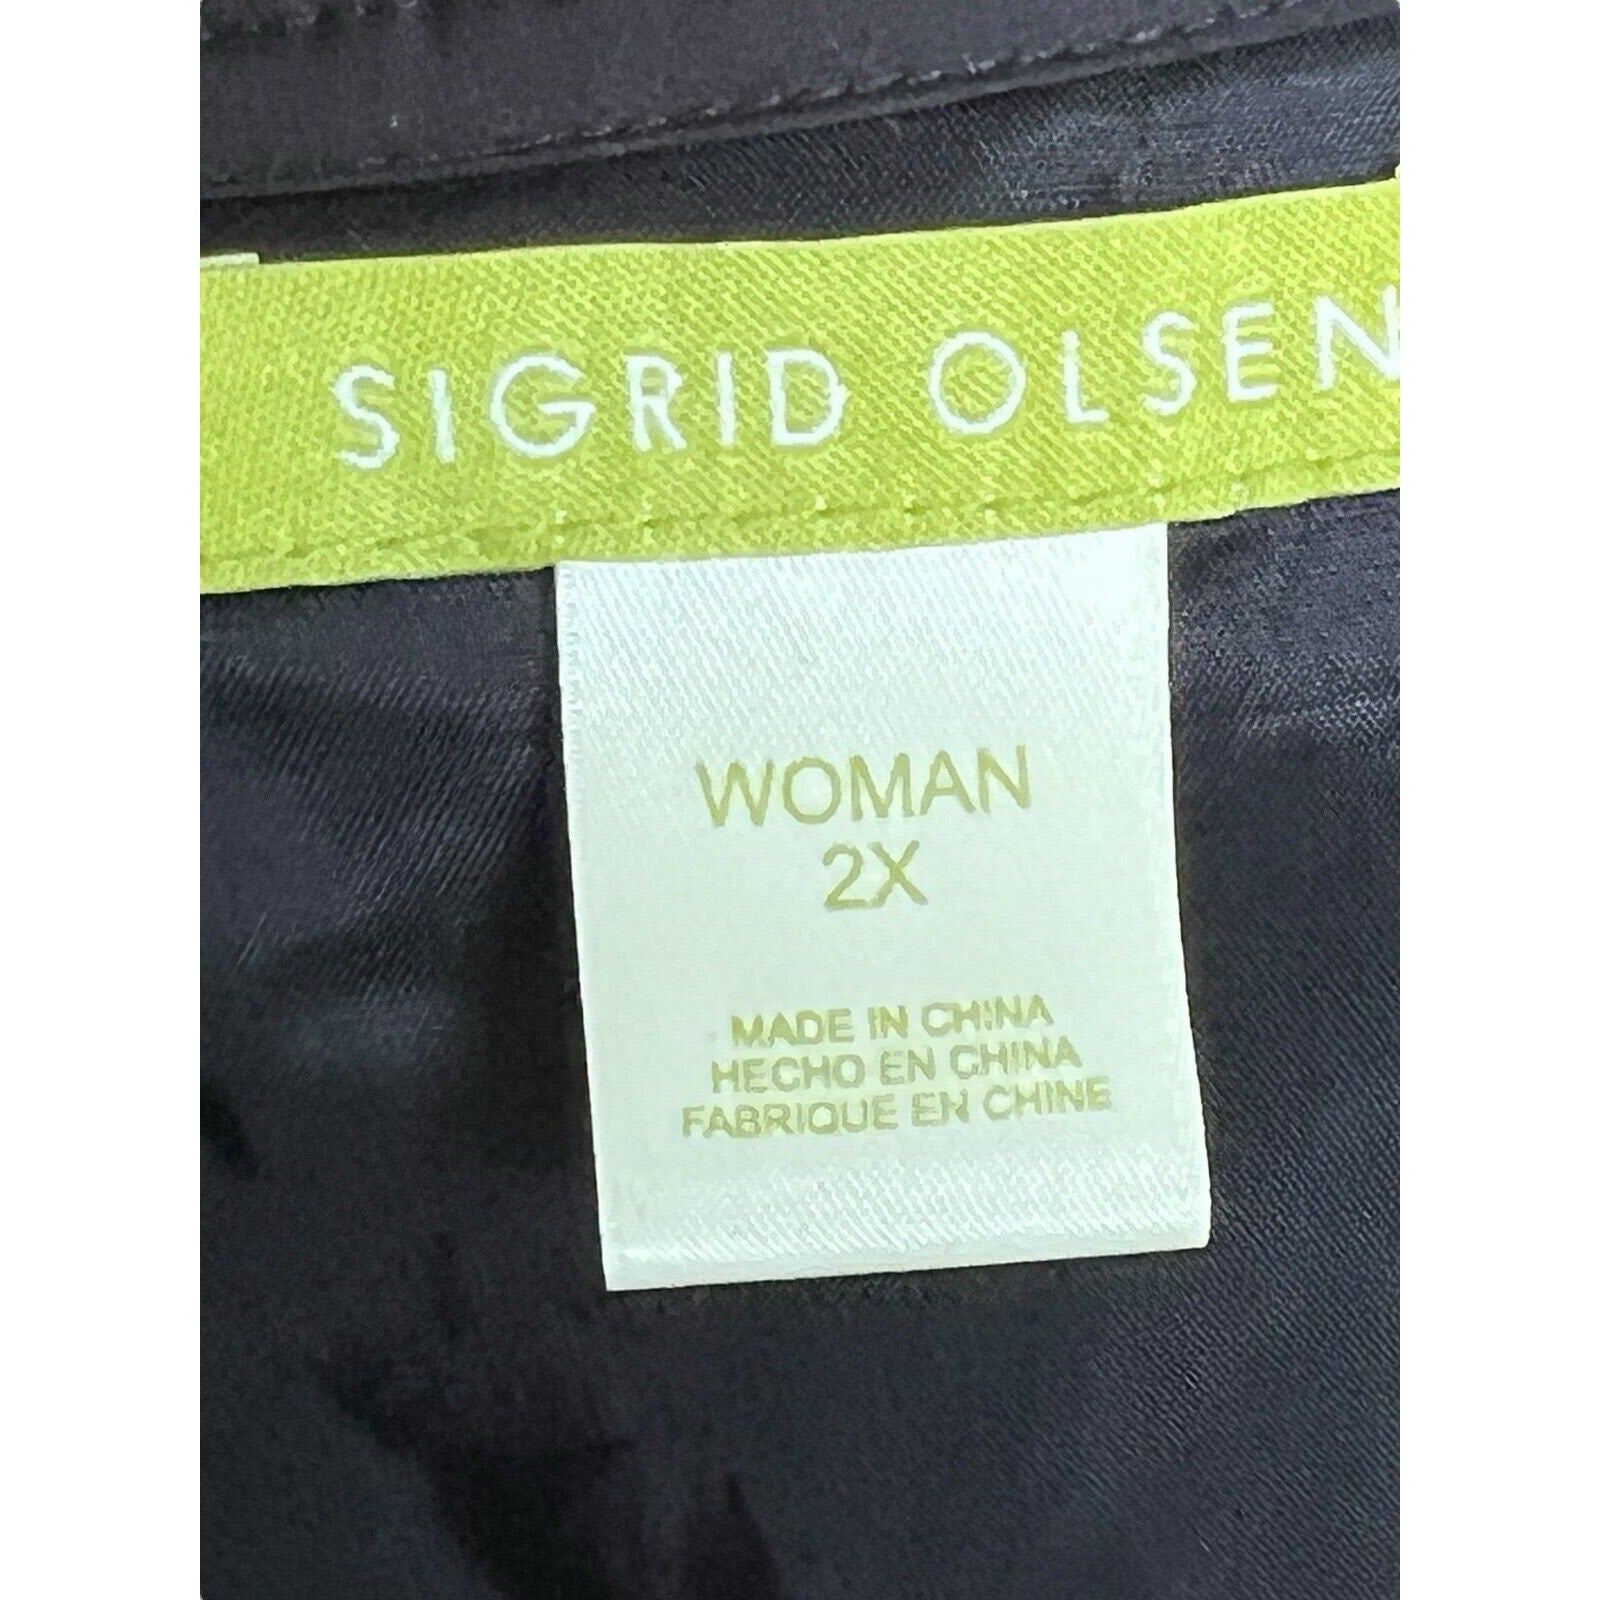 SIGRID OLSEN
WOMAN
2X
MADE IN CHINA
HECHO EN CHINA
FABRIQUE EN CHINE